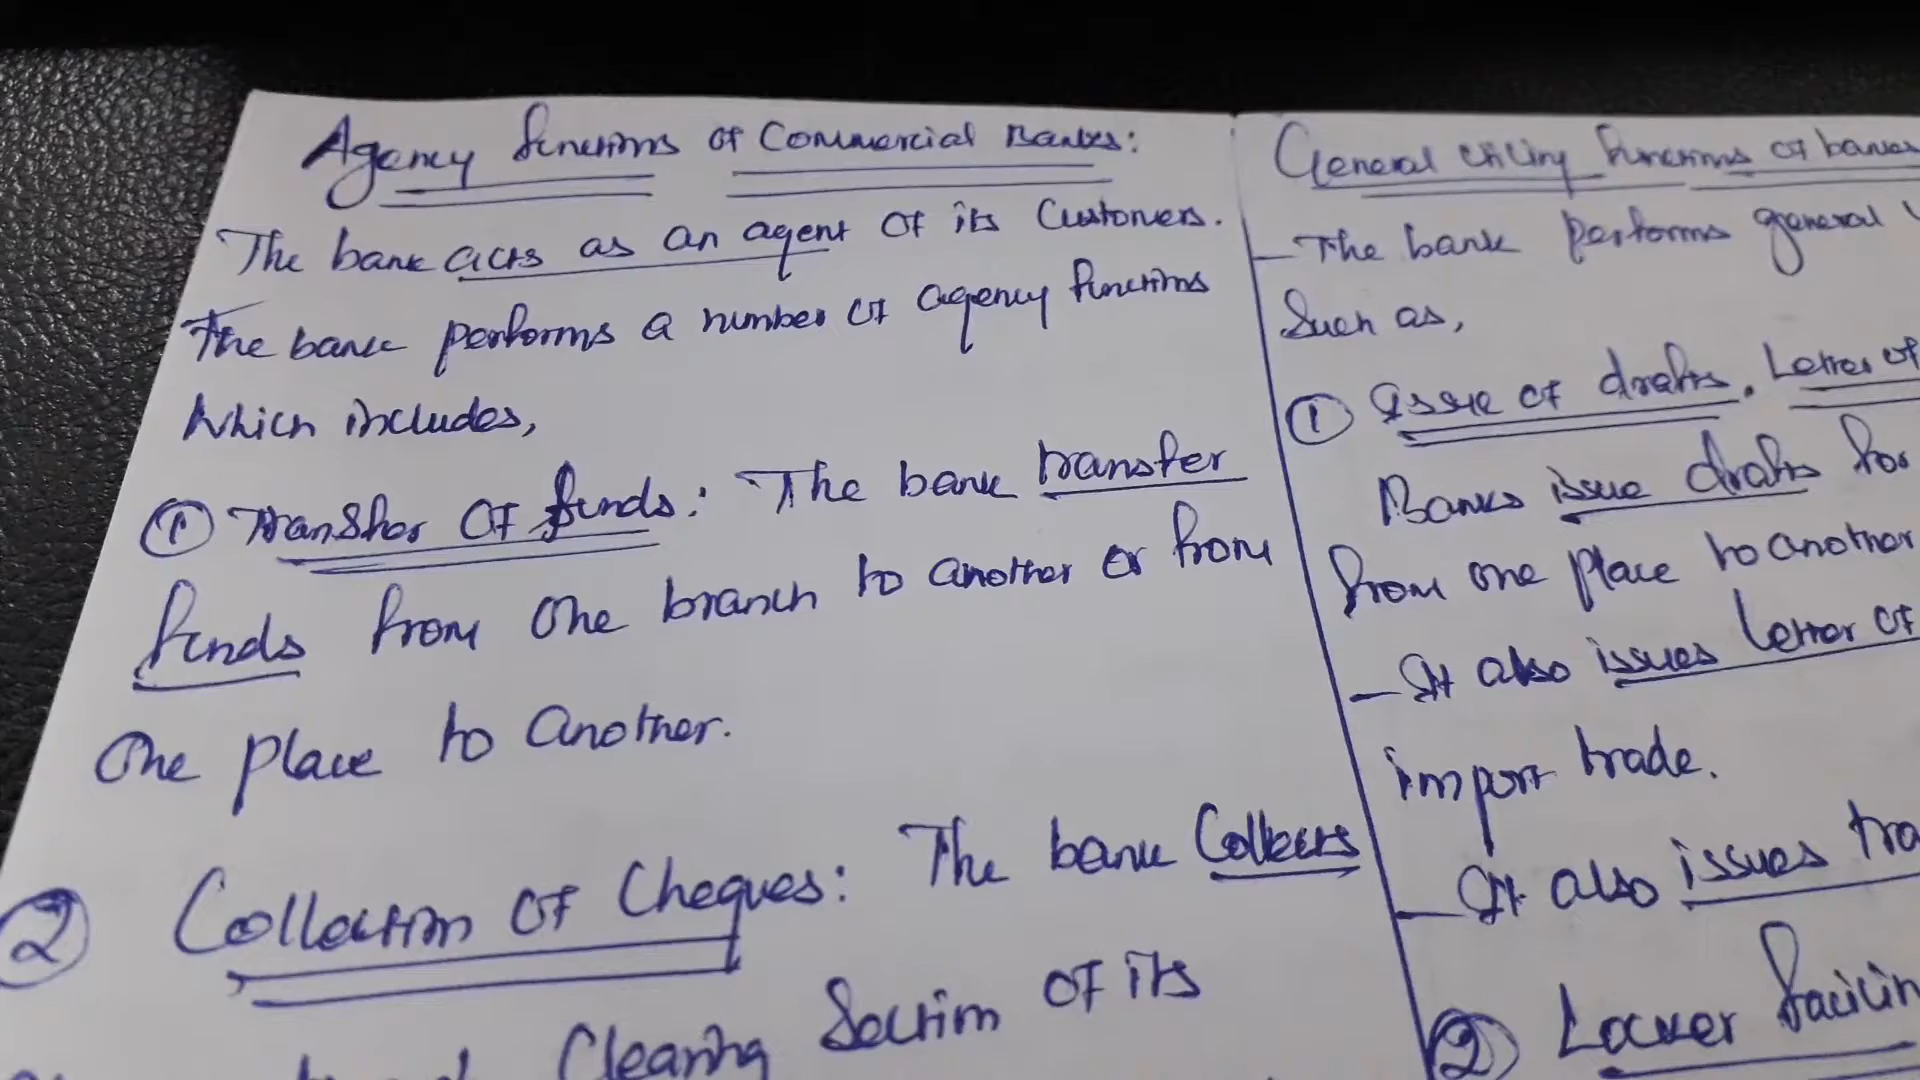 Agency functions of Commercial Banks:
The bank acts as an agent of its Customers.
The bank performs a number of agency functions
which includes,
① Transfer of funds: The bank transfer
funds from one branch to another or from
one place to another.
② Collection of Cheques: The bank Collects
Clearing Section of its
General utility functions of banks
- The bank performs general
Such as,
① Issue of drafts, Letter of
Banks issue drafts for
from one place to another
- It also issues letter of
import trade.
- It also issues tra
② Locker facilin